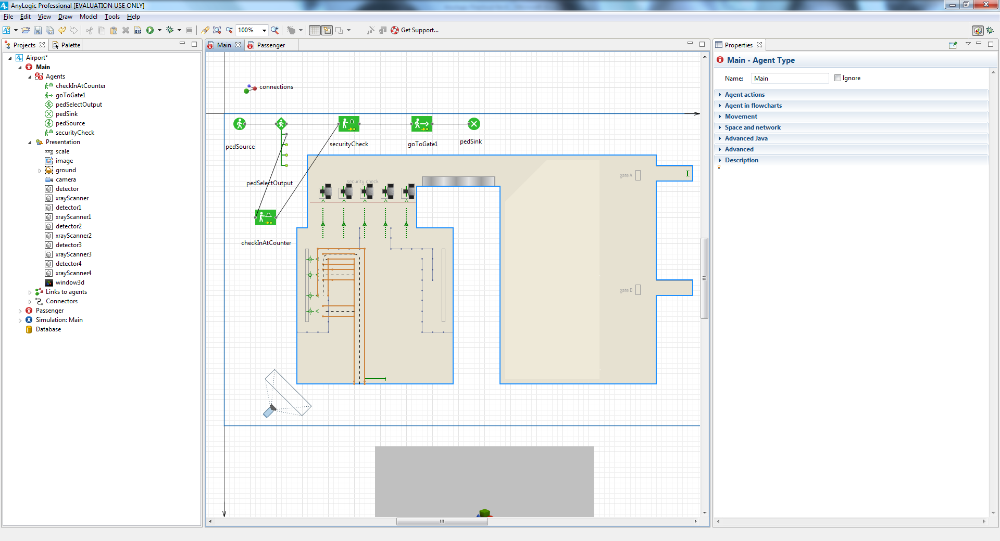 AnyLogic Professional [EVALUATION USE ONLY]
File Edit View Draw Model Tools Help
100% Get Support...
Projects Palette
Airport*
Main
Agents
checkInAtCounter
goToGate1
pedSelectOutput
pedSink
pedSource
securityCheck
Presentation
scale
image
ground
camera
detector
xrayScanner
detector1
xrayScanner1
detector2
xrayScanner2
detector3
xrayScanner3
detector4
xrayScanner4
window3d
Links to agents
Connectors
Passenger
Simulation: Main
Database
Main Passenger
connections
pedSource
securityCheck
goToGate1
pedSink
pedSelectOutput
checkInAtCounter
security check
gate A
gate B
Properties
Main - Agent Type
Name: Main Ignore
Agent actions
Agent in flowcharts
Movement
Space and network
Advanced Java
Advanced
Description